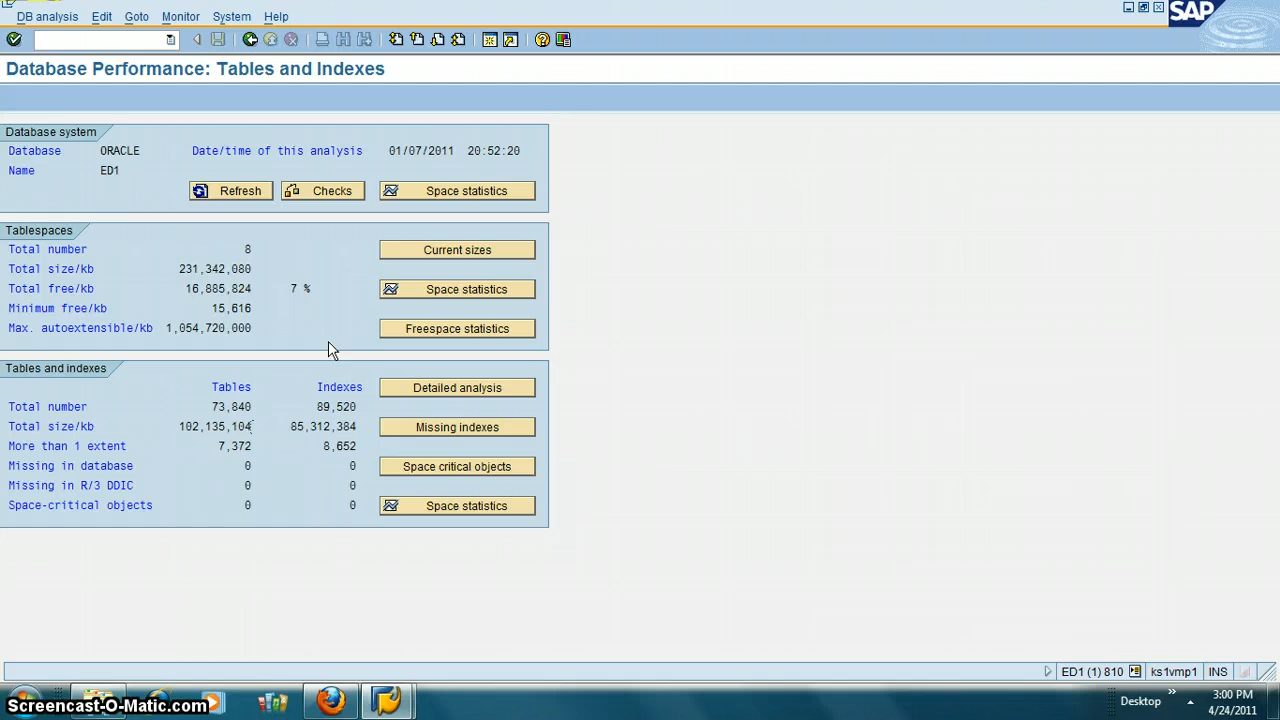 DB analysis Edit Goto Monitor System Help
SAP
Database Performance: Tables and Indexes
Database system
Database ORACLE Date/time of this analysis 01/07/2011 20:52:20
Name ED1
Refresh Checks Space statistics
Tablespaces
Total number 8 Current sizes
Total size/kb 231,342,080
Total free/kb 16,885,824 7 % Space statistics
Minimum free/kb 15,616
Max. autoextensible/kb 1,054,720,000 Freespace statistics
Tables and indexes
Tables Indexes Detailed analysis
Total number 73,840 89,520
Total size/kb 102,135,104 85,312,384 Missing indexes
More than 1 extent 7,372 8,652
Missing in database 0 0 Space critical objects
Missing in R/3 DDIC 0 0
Space-critical objects 0 0 Space statistics
ED1 (1) 810 ks1vmp1 INS
Screencast-O-Matic.com
Desktop
3:00 PM
4/24/2011